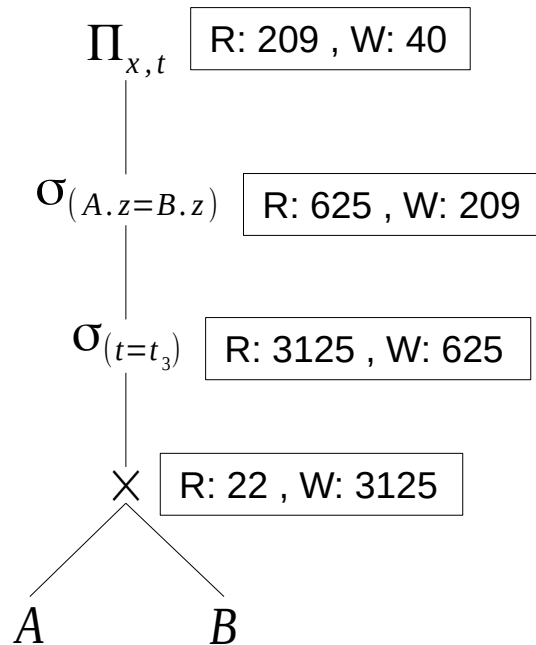 Π_{x,t} R: 209 , W: 40
σ_{(A.z=B.z)} R: 625 , W: 209
σ_{(t=t_3)} R: 3125 , W: 625
× R: 22 , W: 3125
A B